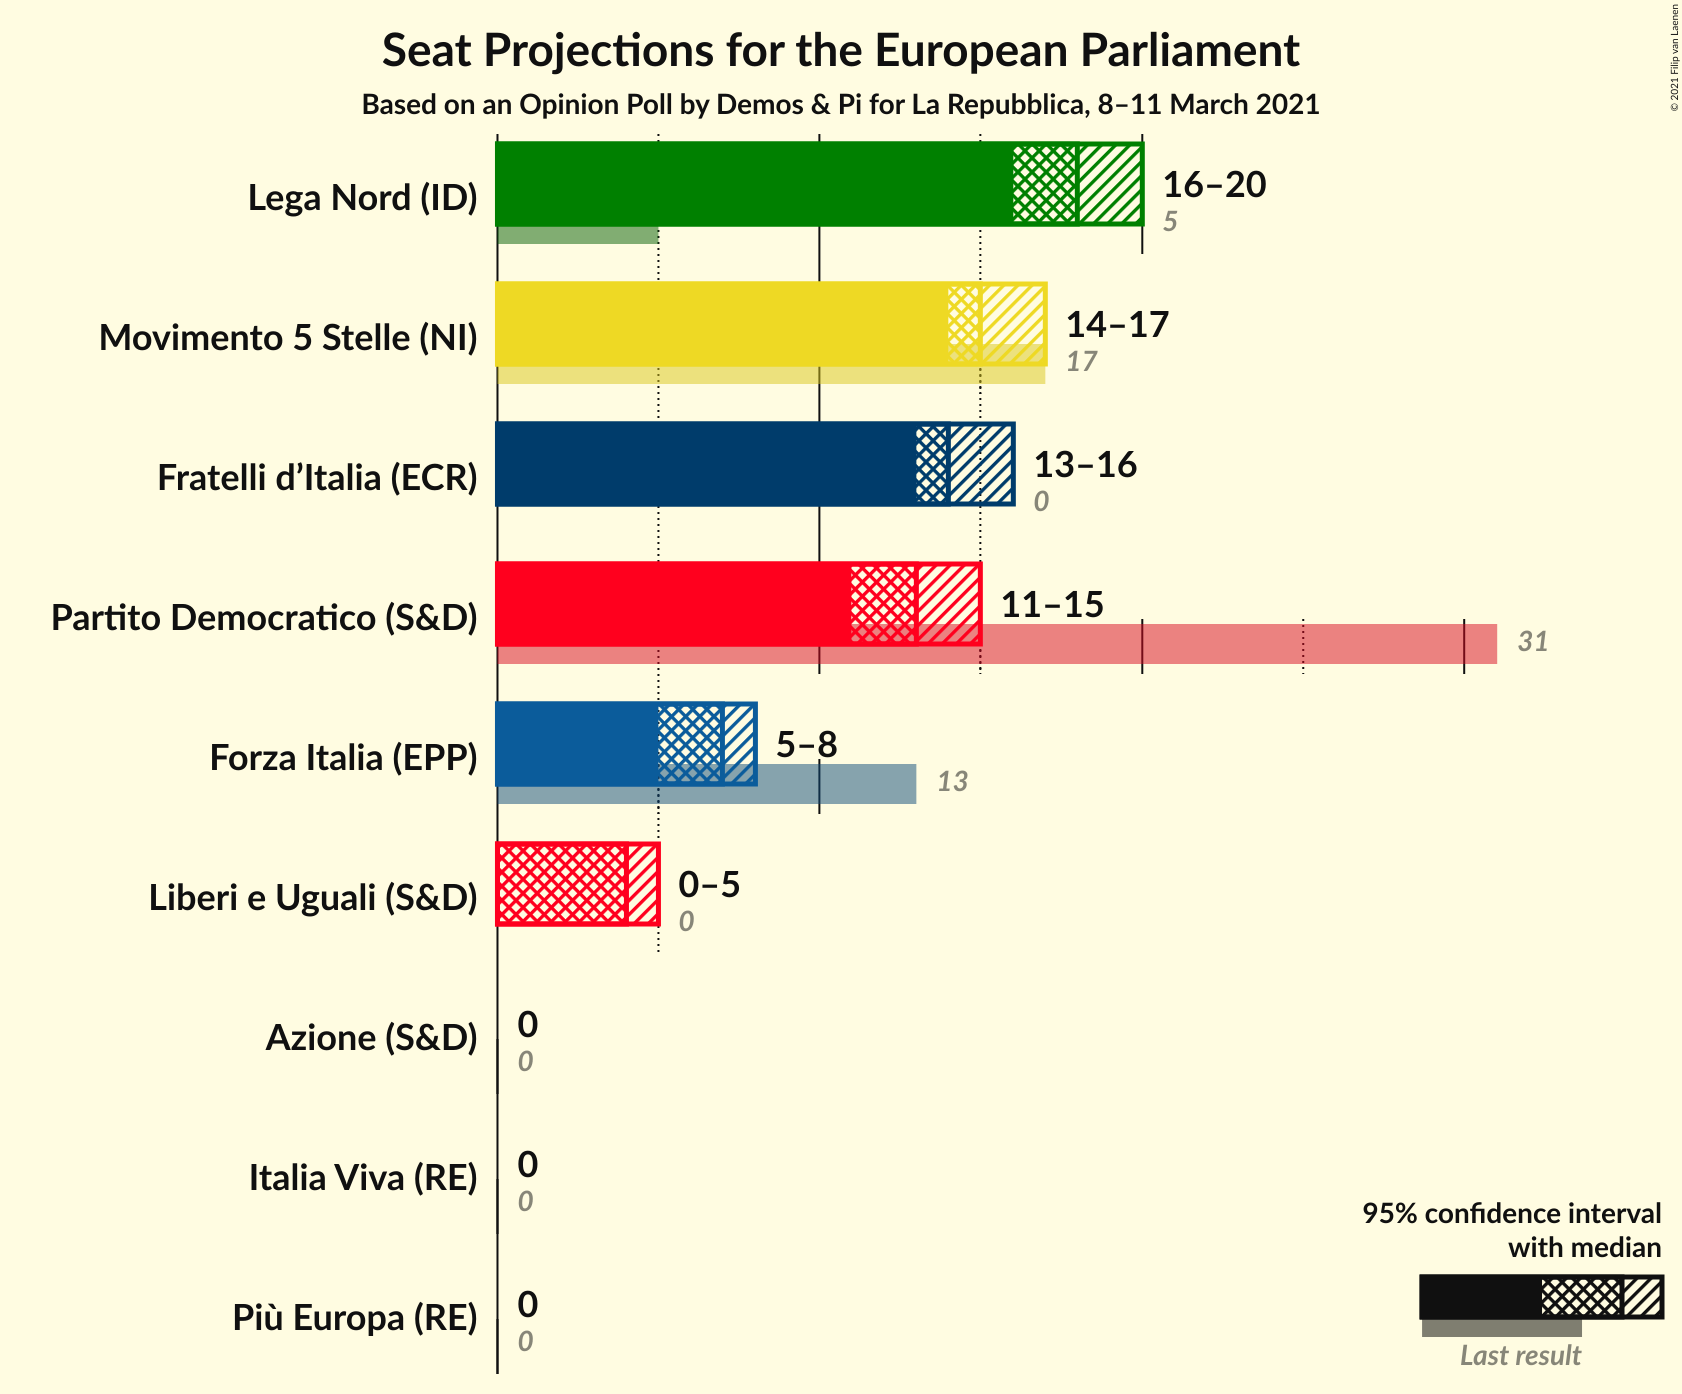 Seat Projections for the European Parliament
Based on an Opinion Poll by Demos & Pi for La Repubblica, 8–11 March 2021
© 2021 Filip van Laenen
Lega Nord (ID)
16–20
5
Movimento 5 Stelle (NI)
14–17
17
Fratelli d’Italia (ECR)
13–16
0
Partito Democratico (S&D)
11–15
31
Forza Italia (EPP)
5–8
13
Liberi e Uguali (S&D)
0–5
0
Azione (S&D)
0
0
Italia Viva (RE)
0
0
Più Europa (RE)
0
0
95% confidence interval
with median
Last result